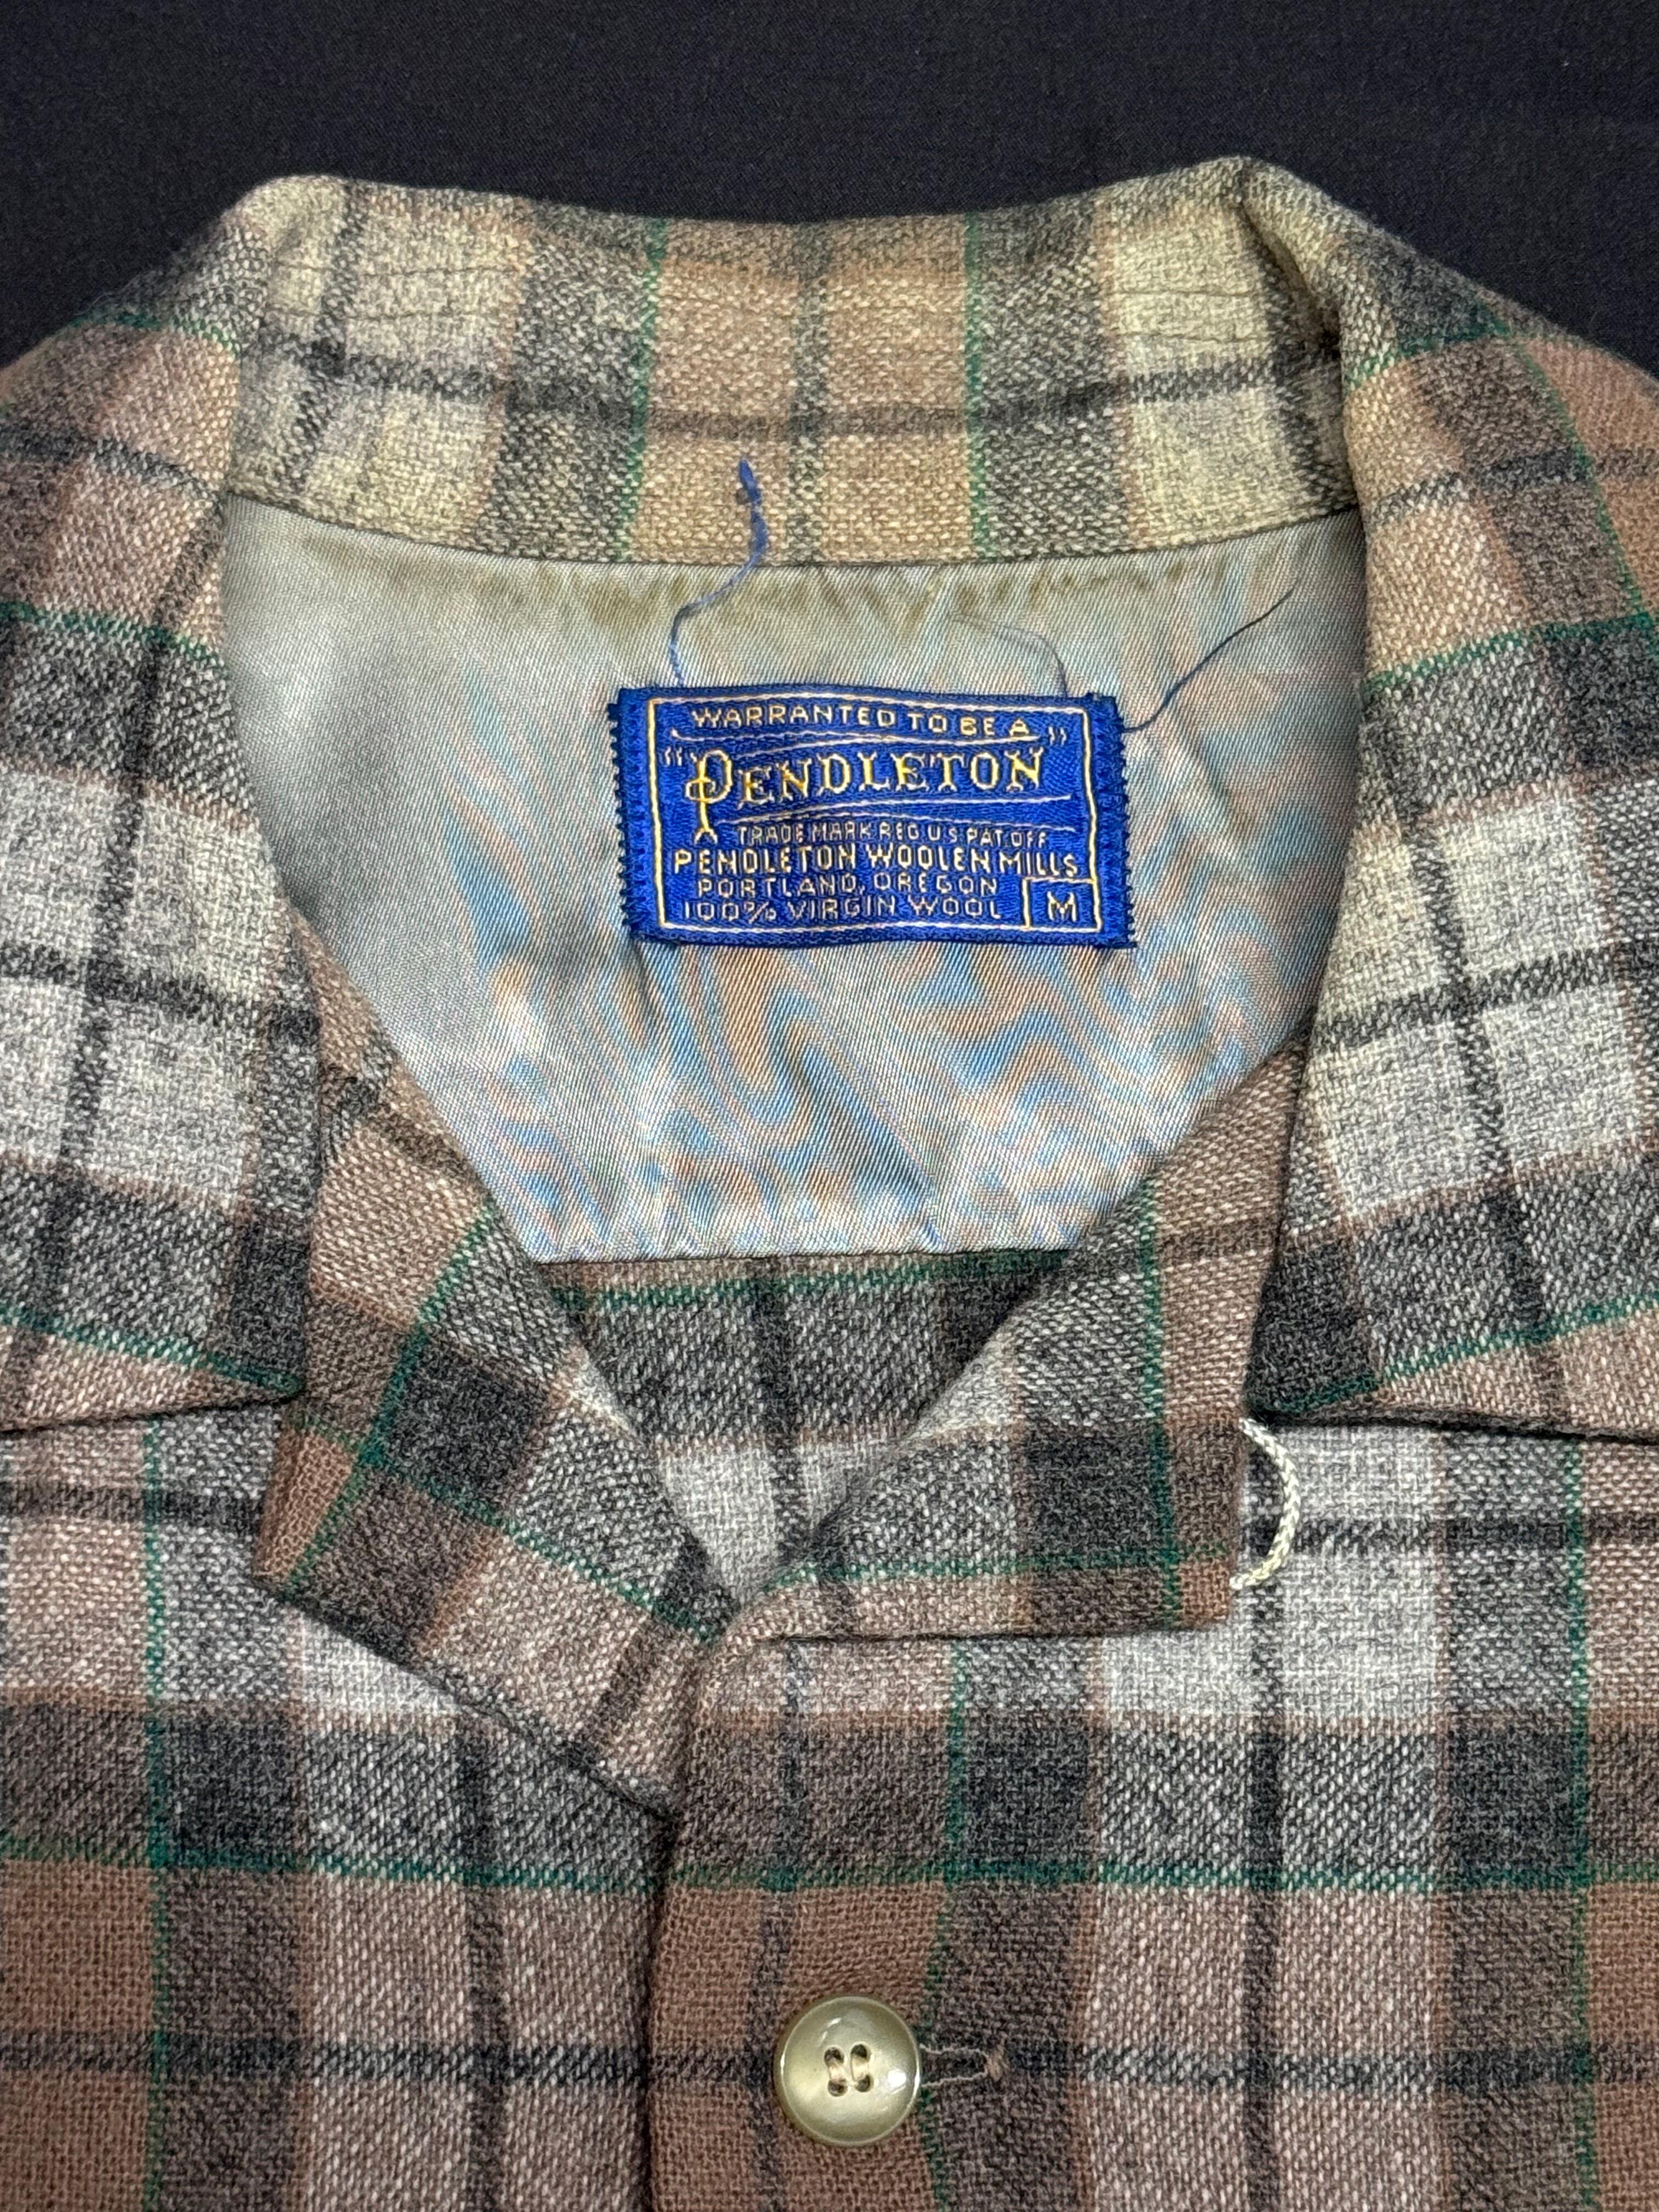 WARRANTED TO BE A
"PENDLETON"
TRADE MARK REG U S PAT OFF
PENDLETON WOOLEN MILLS
PORTLAND, OREGON
100% VIRGIN WOOL M